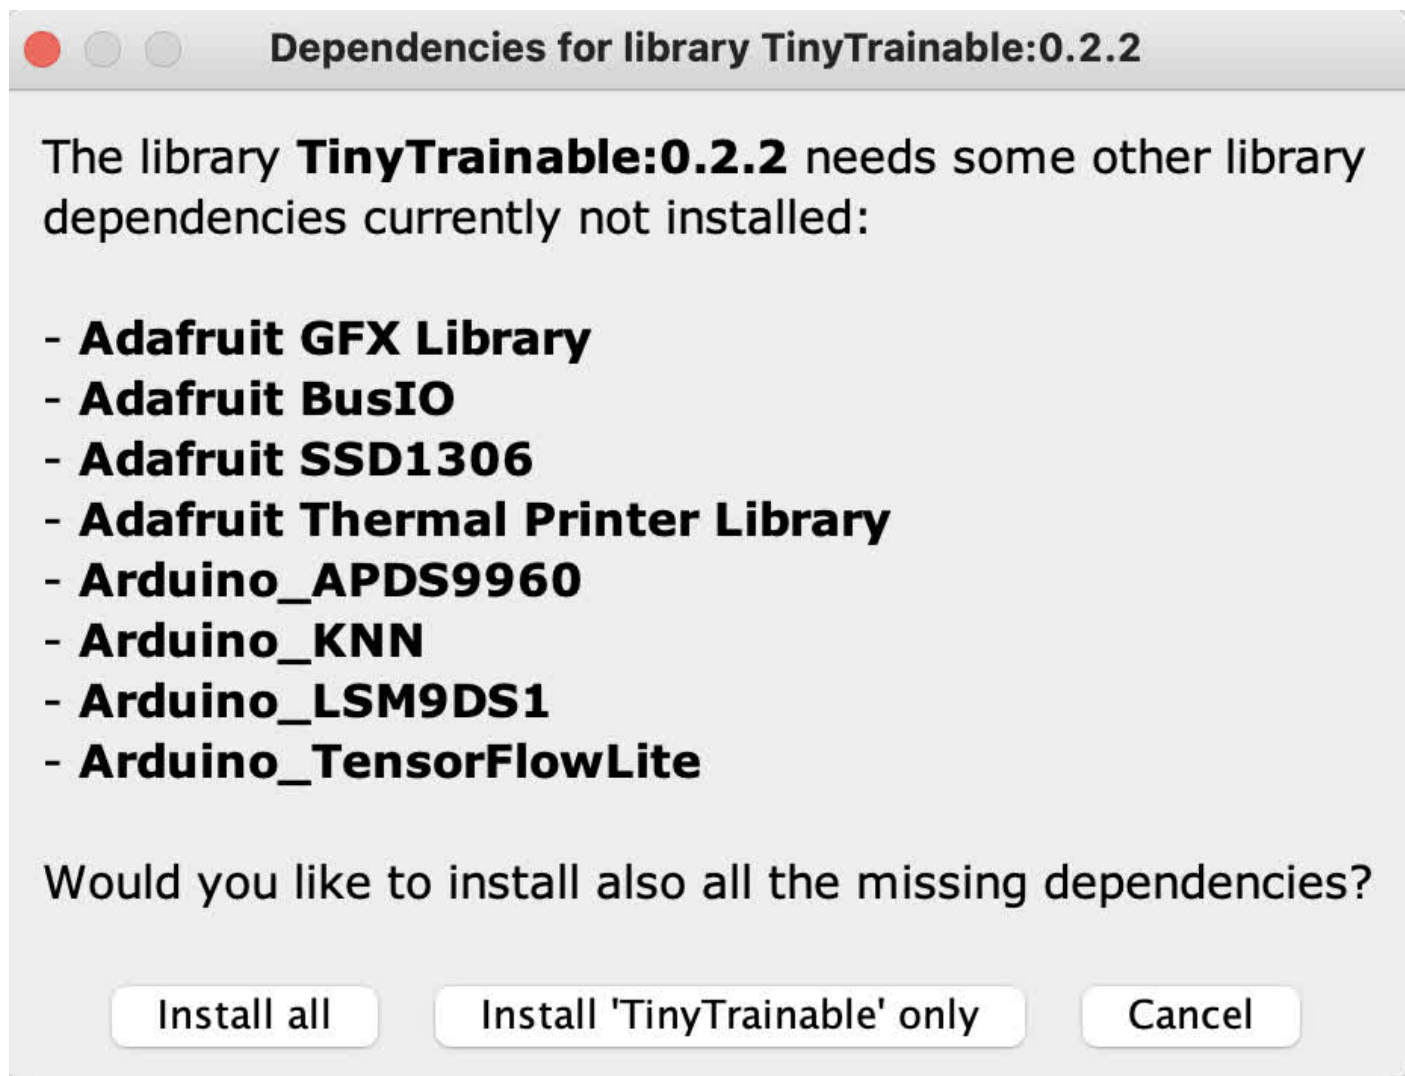 Dependencies for library TinyTrainable:0.2.2
The library TinyTrainable:0.2.2 needs some other library
dependencies currently not installed:
- Adafruit GFX Library
- Adafruit BusIO
- Adafruit SSD1306
- Adafruit Thermal Printer Library
- Arduino_APDS9960
- Arduino_KNN
- Arduino_LSM9DS1
- Arduino_TensorFlowLite
Would you like to install also all the missing dependencies?
Install all
Install 'TinyTrainable' only
Cancel